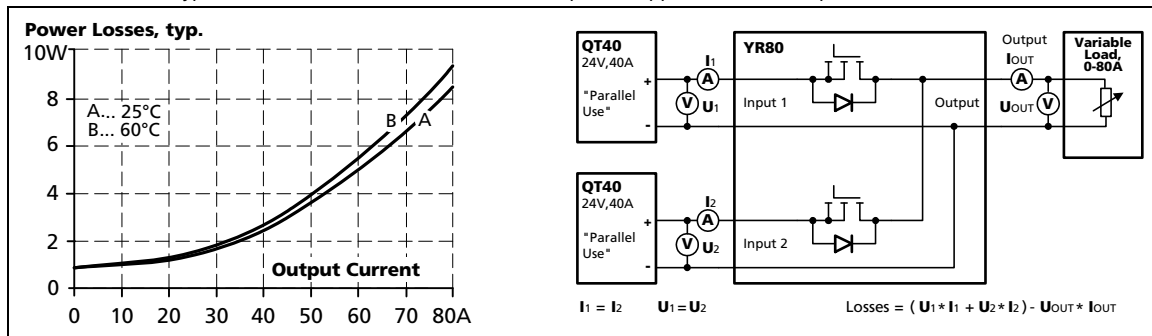 Power Losses, typ.
10W
8
6
4
2
0
A... 25°C
B... 60°C
B
A
Output Current
0 10 20 30 40 50 60 70 80A
QT40
24V,40A
"Parallel
Use"
+
-
V
U1
I1
A
YR80
Input 1
Output
Output
IOUT
A
UOUT
V
Variable
Load,
0-80A
QT40
24V,40A
"Parallel
Use"
+
-
V
U2
I2
A
Input 2
I1 = I2 U1=U2 Losses = ( U1*I1 + U2*I2 ) - UOUT* IOUT